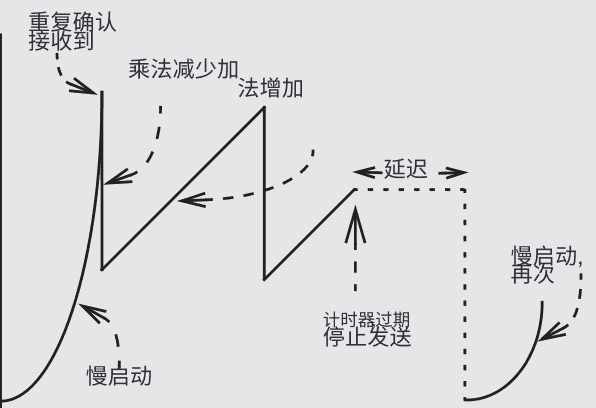 重复确认
接收到
乘法减少加
法增加
延迟
慢启动,
再次
计时器过期
停止发送
慢启动